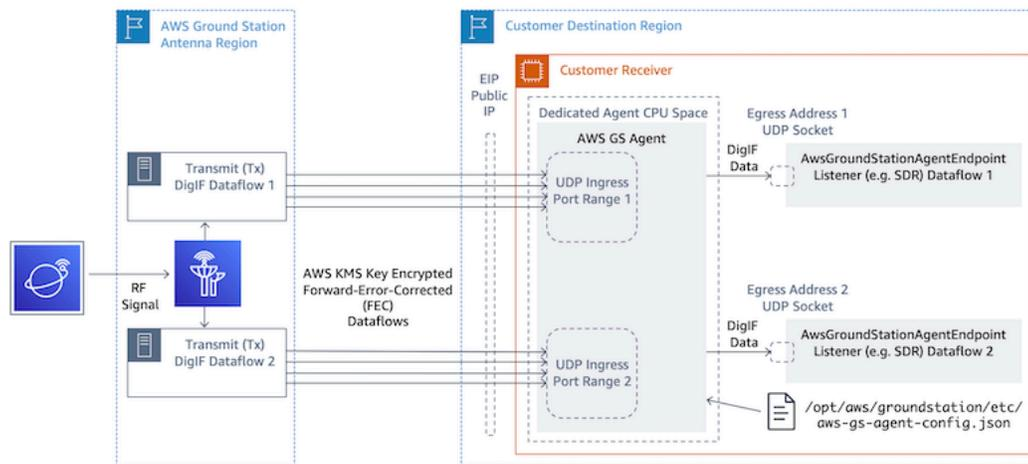 AWS Ground Station
Antenna Region
Customer Destination Region
EIP
Public
IP
Customer Receiver
Dedicated Agent CPU Space
AWS GS Agent
Egress Address 1
UDP Socket
Transmit (Tx)
DigIF Dataflow 1
UDP Ingress
Port Range 1
DigIF
Data
AwsGroundStationAgentEndpoint
Listener (e.g. SDR) Dataflow 1
RF
Signal
AWS KMS Key Encrypted
Forward-Error-Corrected
(FEC)
Dataflows
Egress Address 2
UDP Socket
Transmit (Tx)
DigIF Dataflow 2
UDP Ingress
Port Range 2
DigIF
Data
AwsGroundStationAgentEndpoint
Listener (e.g. SDR) Dataflow 2
/opt/aws/groundstation/etc/
aws-gs-agent-config.json